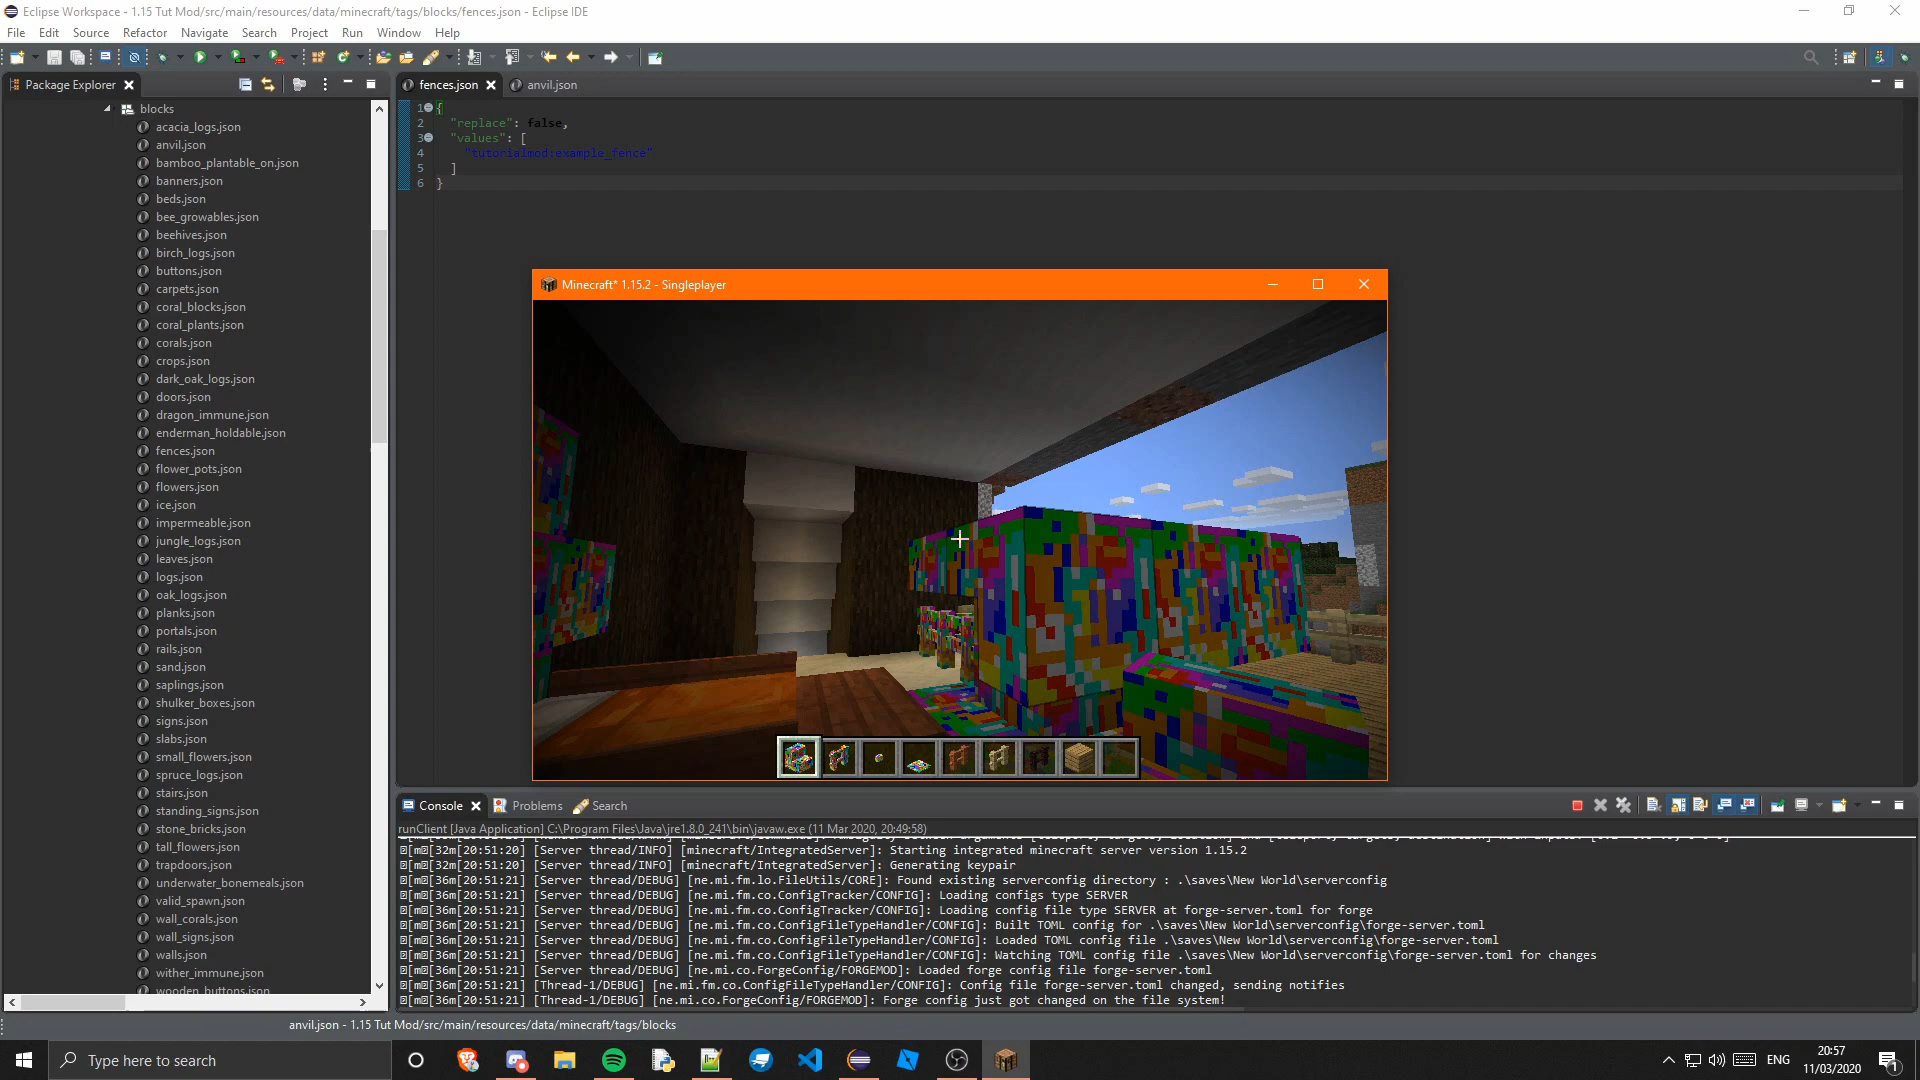 Eclipse Workspace - 1.15 Tut Mod/src/main/resources/data/minecraft/tags/blocks/fences.json - Eclipse IDE
File Edit Source Refactor Navigate Search Project Run Window Help
Package Explorer
fences.json
anvil.json
blocks
acacia_logs.json
anvil.json
bamboo_plantable_on.json
banners.json
beds.json
bee_growables.json
beehives.json
birch_logs.json
buttons.json
carpets.json
coral_blocks.json
coral_plants.json
corals.json
crops.json
dark_oak_logs.json
doors.json
dragon_immune.json
enderman_holdable.json
fences.json
flower_pots.json
flowers.json
ice.json
impermeable.json
jungle_logs.json
leaves.json
logs.json
oak_logs.json
planks.json
portals.json
rails.json
sand.json
saplings.json
shulker_boxes.json
signs.json
slabs.json
small_flowers.json
spruce_logs.json
stairs.json
standing_signs.json
stone_bricks.json
tall_flowers.json
trapdoors.json
underwater_bonemeals.json
valid_spawn.json
wall_corals.json
wall_signs.json
walls.json
wither_immune.json
wooden_buttons.json
1 {
2 "replace": false,
3 "values": [
4 "tutorialmod:example_fence"
5 ]
6 }
Minecraft* 1.15.2 - Singleplayer
Console Problems Search
runClient [Java Application] C:\Program Files\Java\jre1.8.0_241\bin\javaw.exe (11 Mar 2020, 20:49:58)
[m[32m[20:51:20] [Server thread/INFO] [minecraft/IntegratedServer]: Starting integrated minecraft server version 1.15.2
[m[32m[20:51:20] [Server thread/INFO] [minecraft/IntegratedServer]: Generating keypair
[m[36m[20:51:21] [Server thread/DEBUG] [ne.mi.fm.lo.FileUtils/CORE]: Found existing serverconfig directory : .\saves\New World\serverconfig
[m[36m[20:51:21] [Server thread/DEBUG] [ne.mi.fm.co.ConfigTracker/CONFIG]: Loading configs type SERVER
[m[36m[20:51:21] [Server thread/DEBUG] [ne.mi.fm.co.ConfigTracker/CONFIG]: Loading config file type SERVER at forge-server.toml for forge
[m[36m[20:51:21] [Server thread/DEBUG] [ne.mi.fm.co.ConfigFileTypeHandler/CONFIG]: Built TOML config for .\saves\New World\serverconfig\forge-server.toml
[m[36m[20:51:21] [Server thread/DEBUG] [ne.mi.fm.co.ConfigFileTypeHandler/CONFIG]: Loaded TOML config file .\saves\New World\serverconfig\forge-server.toml
[m[36m[20:51:21] [Server thread/DEBUG] [ne.mi.fm.co.ConfigFileTypeHandler/CONFIG]: Watching TOML config file .\saves\New World\serverconfig\forge-server.toml for changes
[m[36m[20:51:21] [Server thread/DEBUG] [ne.mi.co.ForgeConfig/FORGEMOD]: Loaded forge config file forge-server.toml
[m[36m[20:51:21] [Thread-1/DEBUG] [ne.mi.fm.co.ConfigFileTypeHandler/CONFIG]: Config file forge-server.toml changed, sending notifies
[m[36m[20:51:21] [Thread-1/DEBUG] [ne.mi.co.ForgeConfig/FORGEMOD]: Forge config just got changed on the file system!
anvil.json - 1.15 Tut Mod/src/main/resources/data/minecraft/tags/blocks
Type here to search
ENG
20:57
11/03/2020
1